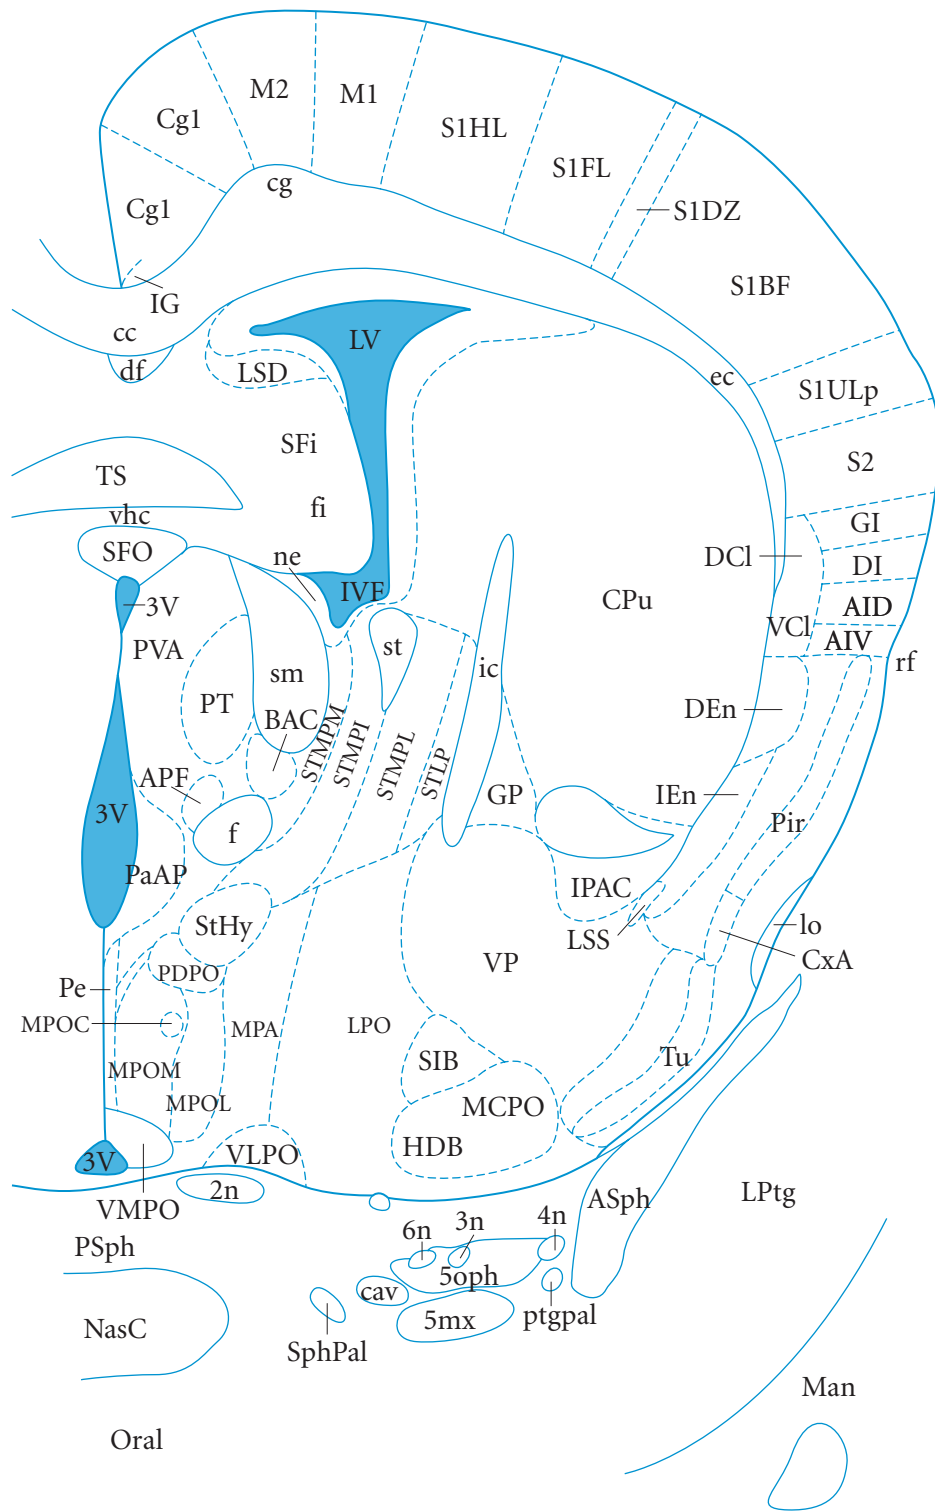 M2
M1
Cg1
S1HL
S1FL
cg
Cg1
S1DZ
S1BF
IG
cc
LV
df
LSD
ec
S1ULp
SFi
S2
TS
fi
vhc
GI
SFO
ne
DCl
DI
3V
IVF
CPu
AID
VCl
AIV
PVA
st
rf
sm
ic
PT
BAC
DEn
STMPM
STMPI
STMPL
STLP
APF
GP
IEn
3V
f
Pir
PaAP
IPAC
StHy
LSS
lo
VP
CxA
PDPO
Pe
MPOC
MPA
LPO
SIB
Tu
MPOM
MPOL
MCPO
HDB
3V
VLPO
2n
VMPO
ASph
LPtg
PSph
6n
3n
4n
5oph
cav
NasC
5mx
ptgpal
SphPal
Man
Oral